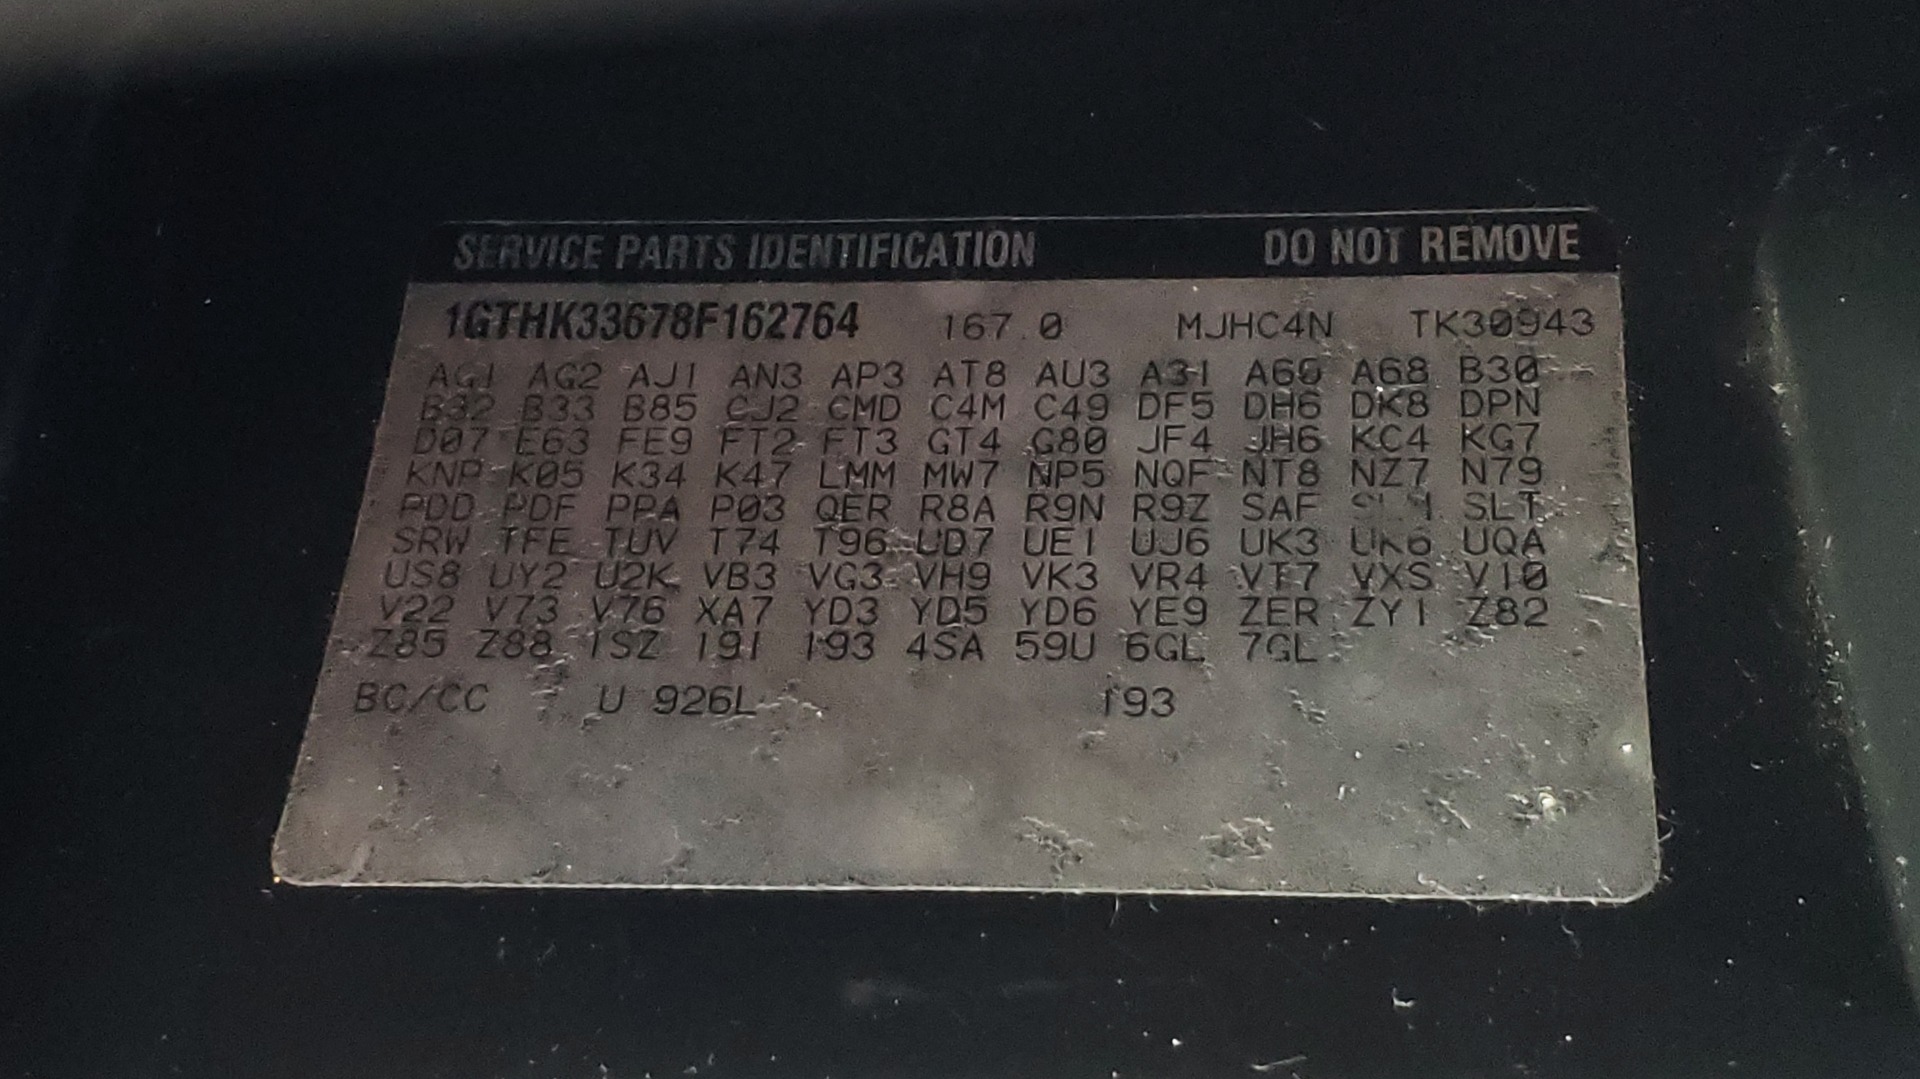 SERVICE PARTS IDENTIFICATION DO NOT REMOVE
1GTHK33678F162764 167.0 MJHC4N TK30943
AG1 AG2 AJ1 AN3 AP3 AT8 AU3 A31 A60 A68 B30
B32 B33 B85 CJ2 CMD C4M C49 DF5 DH6 DK8 DPN
D07 E63 FE9 FT2 FT3 GT4 G80 JF4 JH6 KC4 KG7
KNP K05 K34 K47 LMM MW7 NP5 NQF NT8 NZ7 N79
PDD PDF PPA P03 QER R8A R9N R9Z SAF SLT
SRW TFE TUV T74 T96 UD7 UE1 UJ6 UK3 UK6 UQA
US8 UY2 U2K VB3 VG3 VH9 VK3 VR4 VT7 VXS V10
V22 V73 V76 XA7 YD3 YD5 YD6 YE9 ZER ZY1 Z82
Z85 Z88 1SZ 19I 193 4SA 59U 6GL 7GL
BC/CC U 926L 193